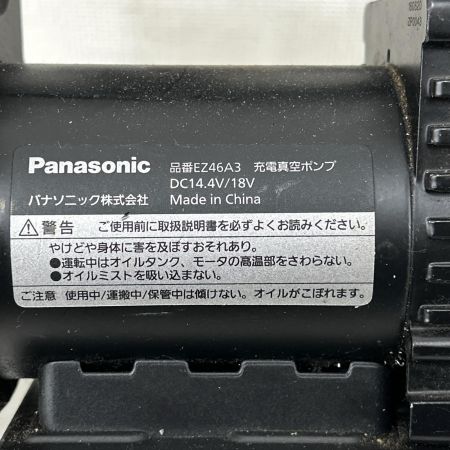 160520
ZP0043
Panasonic 品番EZ46A3 充電真空ポンプ
DC14.4V/18V
パナソニック株式会社 Made in China
⚠警告 ご使用前に取扱説明書を必ずよくお読みください。
やけどや身体に害を及ぼすおそれあり。
●運転中はオイルタンク、モータの高温部をさわらない。
●オイルミストを吸い込まない。
ご注意 使用中/運搬中/保管中は傾けない。オイルがこぼれます。